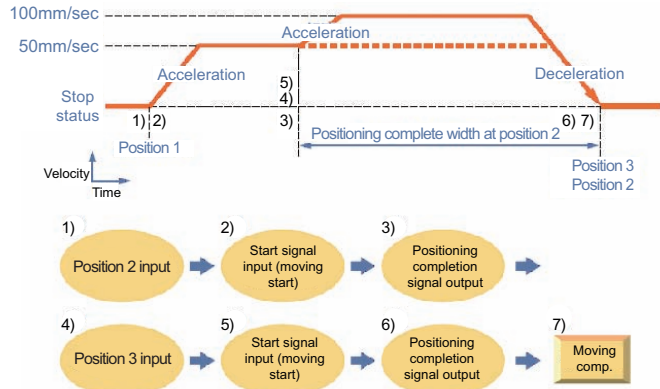 100mm/sec
50mm/sec
Acceleration
Acceleration
Deceleration
Stop
status
1) 2)
5)
4)
3)
6) 7)
Positioning complete width at position 2
Position 1
Position 3
Position 2
Velocity
Time
1)
Position 2 input
2)
Start signal
input (moving
start)
3)
Positioning
completion
signal output
4)
Position 3 input
5)
Start signal
input (moving
start)
6)
Positioning
completion
signal output
7)
Moving
comp.